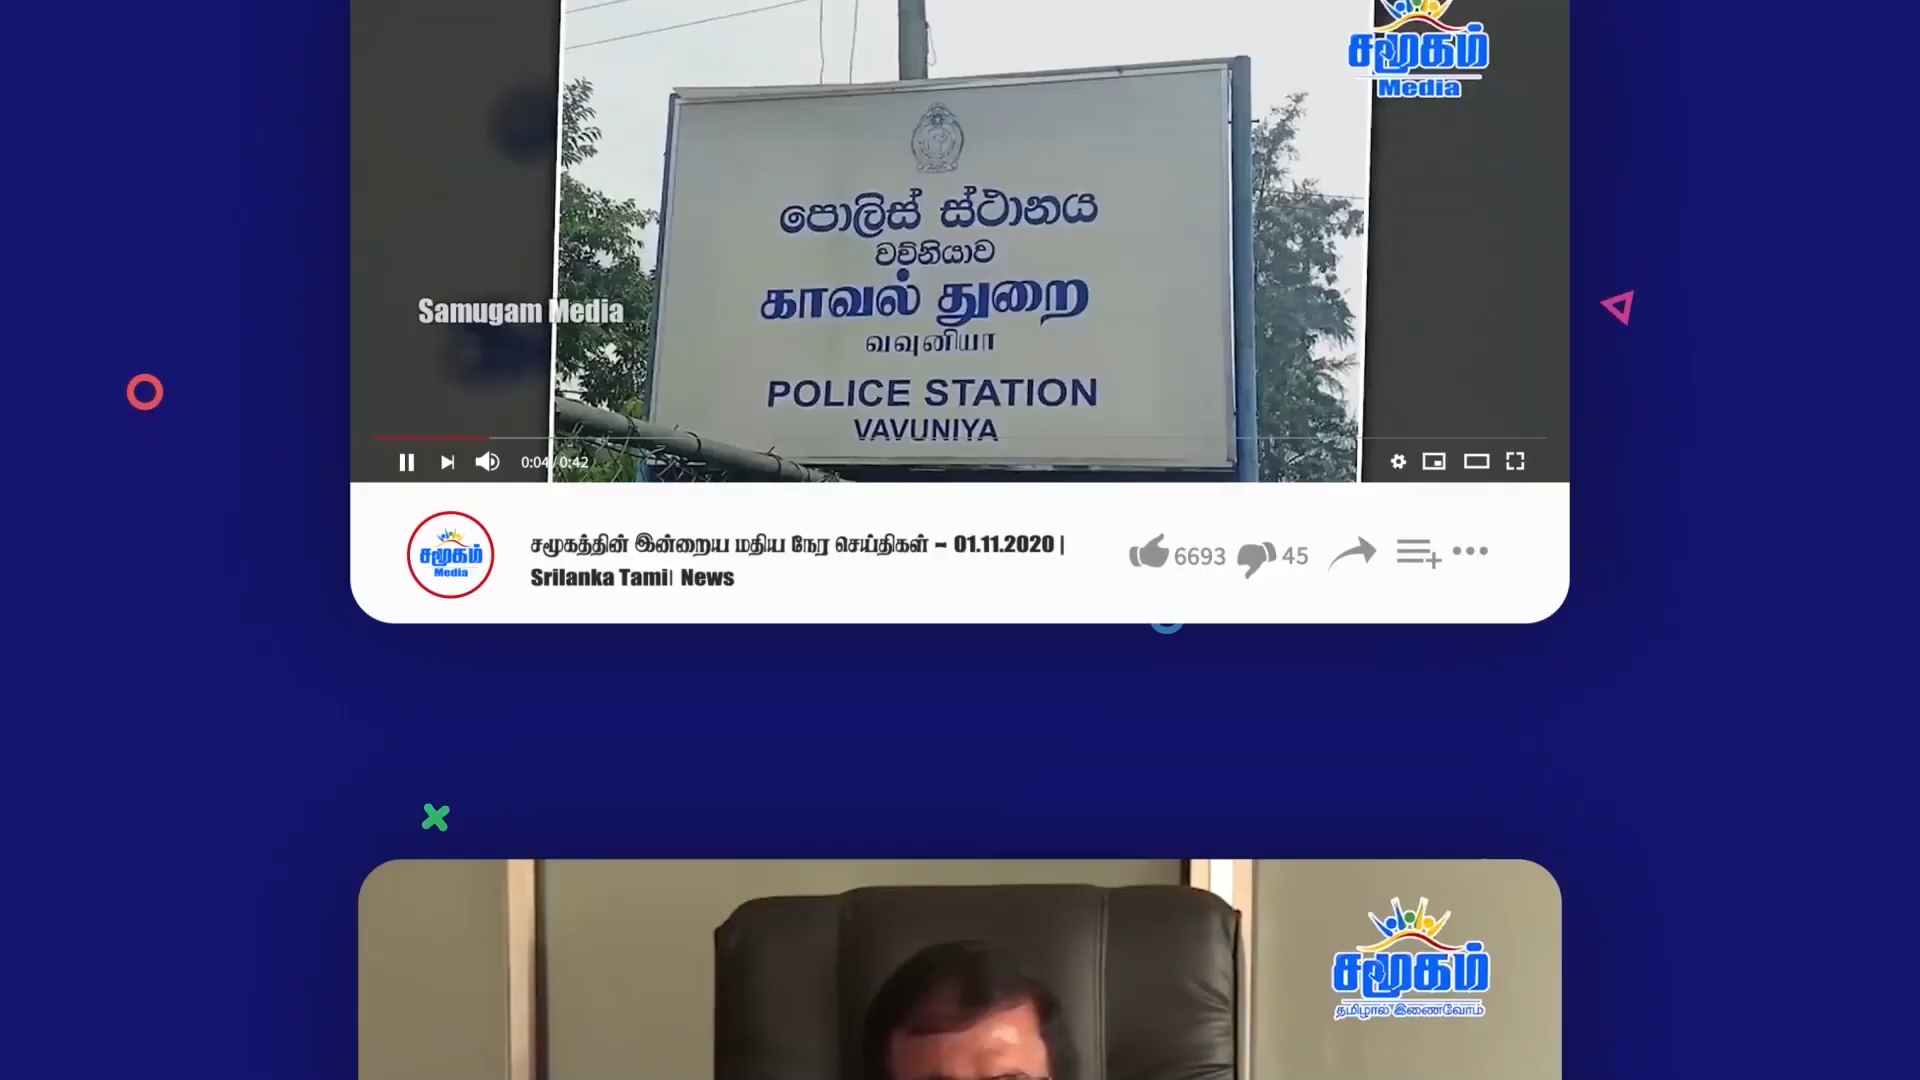 சமூகம்
Media
පොලිස් ස්ථානය
වව්නියාව
காவல் துறை
வவுனியா
POLICE STATION
VAVUNIYA
Samugam Media
0:04/0:42
சமூகம்
Media
சமூகத்தின் இன்றைய மதிய நேர செய்திகள் – 01.11.2020 |
Srilanka Tamil News
6693
45
சமூகம்
தமிழால் இணைவோம்